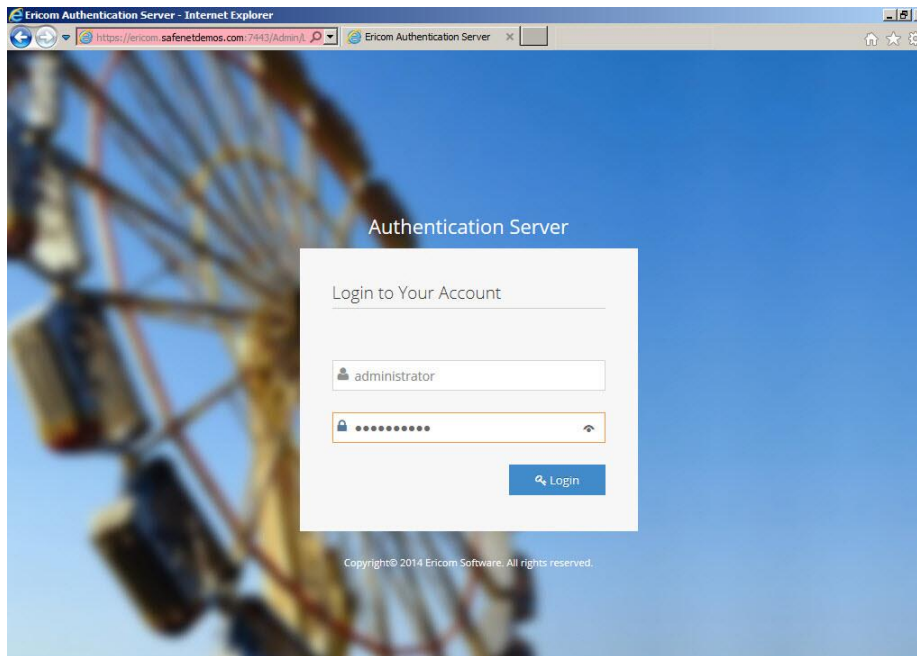 Ericom Authentication Server - Internet Explorer
https://ericom.safenetdemos.com:7443/Admin/L
Ericom Authentication Server
Authentication Server
Login to Your Account
administrator
••••••••••
Login
Copyright© 2014 Ericom Software. All rights reserved.